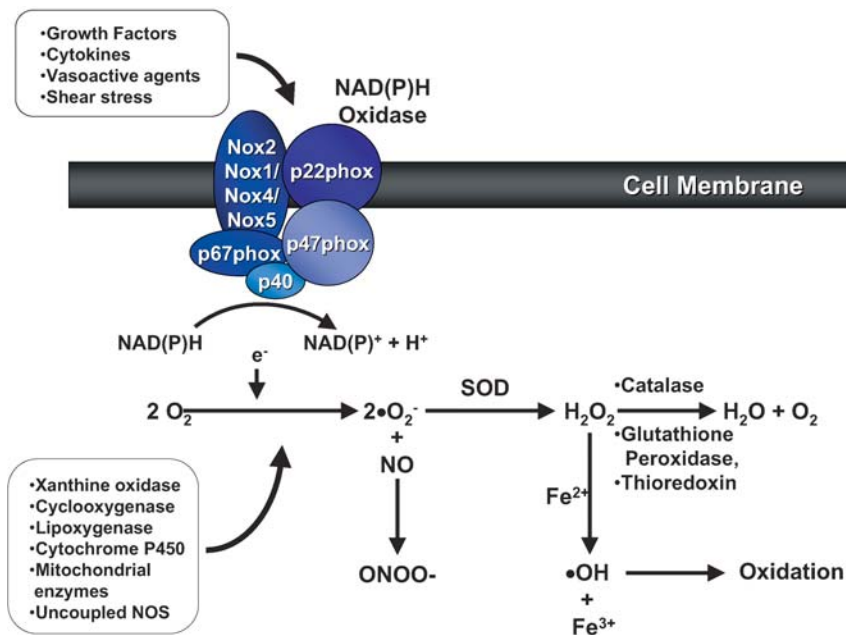 •Growth Factors
•Cytokines
•Vasoactive agents
•Shear stress
NAD(P)H
Oxidase
Nox2
Nox1/
Nox4/
Nox5
p22phox
Cell Membrane
p67phox
p47phox
p40
NAD(P)H
NAD(P)⁺ + H⁺
e⁻
2 O₂
2•O₂⁻
SOD
H₂O₂
•Catalase
H₂O + O₂
+
NO
•Glutathione
Peroxidase,
•Thioredoxin
Fe²⁺
•Xanthine oxidase
•Cyclooxygenase
•Lipoxygenase
•Cytochrome P450
•Mitochondrial
enzymes
•Uncoupled NOS
ONOO-
•OH
Oxidation
+
Fe³⁺